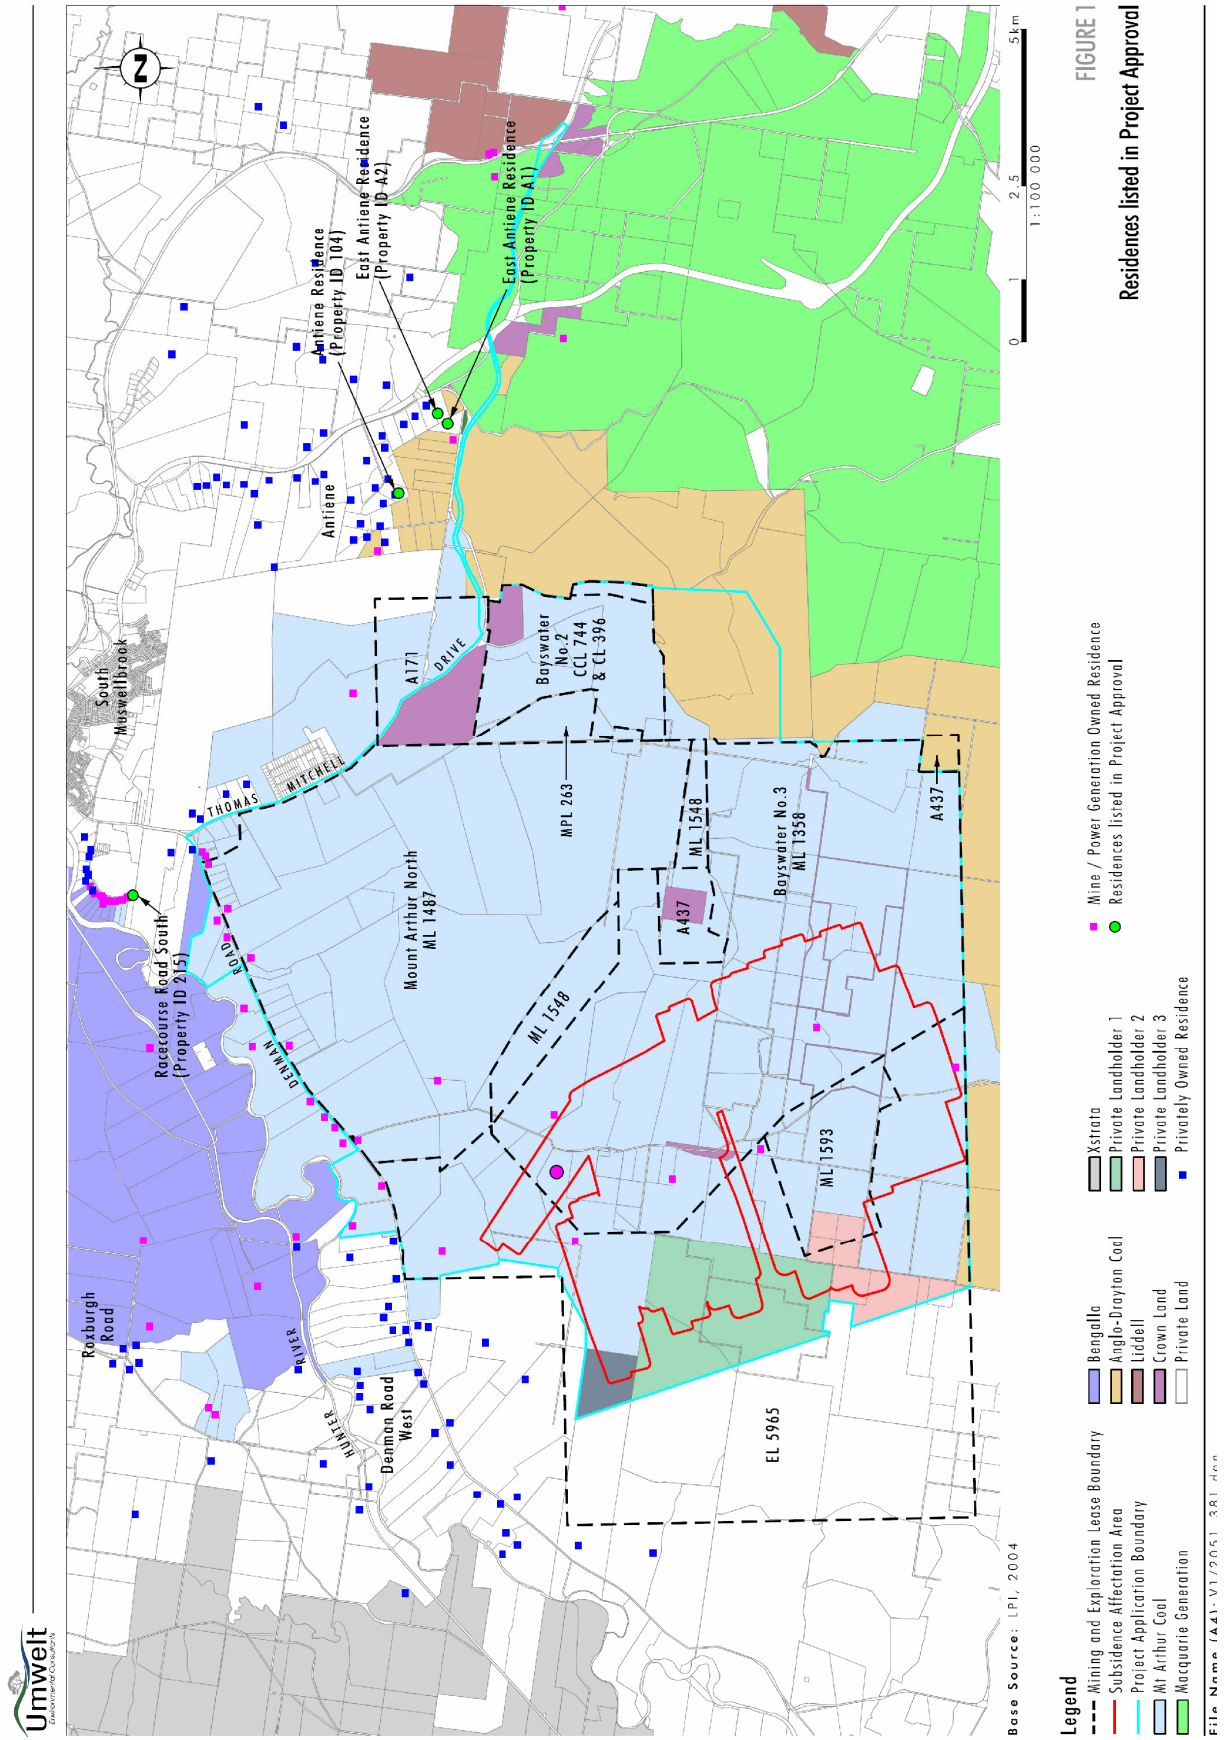 Umwelt
Environmental Consultants
N
South
Muswellbrook
Roxburgh
Road
Racecourse Road South
(Property ID 215)
Antiene
Antiene Residence
(Property ID 104)
East Antiene Residence
(Property ID A2)
East Antiene Residence
(Property ID A1)
THOMAS
MITCHELL
DRIVE
DENMAN
ROAD
HUNTER
RIVER
Denman Road
West
Mount Arthur North
ML 1487
A171
Bayswater
No.2
CCL 744
& CL 396
MPL 263
ML 1548
ML 1548
A437
Bayswater No.3
ML 1358
A437
ML 1593
EL 5965
Base Source: LPI, 2004
0
1
2.5
5km
1:100 000
Legend
Mining and Exploration Lease Boundary
Subsidence Affectation Area
Project Application Boundary
Mt Arthur Coal
Macquarie Generation
Bengalla
Anglo-Drayton Coal
Liddell
Crown Land
Private Land
Xstrata
Private Landholder 1
Private Landholder 2
Private Landholder 3
Privately Owned Residence
Mine / Power Generation Owned Residence
Residences listed in Project Approval
FIGURE 1
Residences listed in Project Approval
File Name (A4): V1/2051_381.dgn